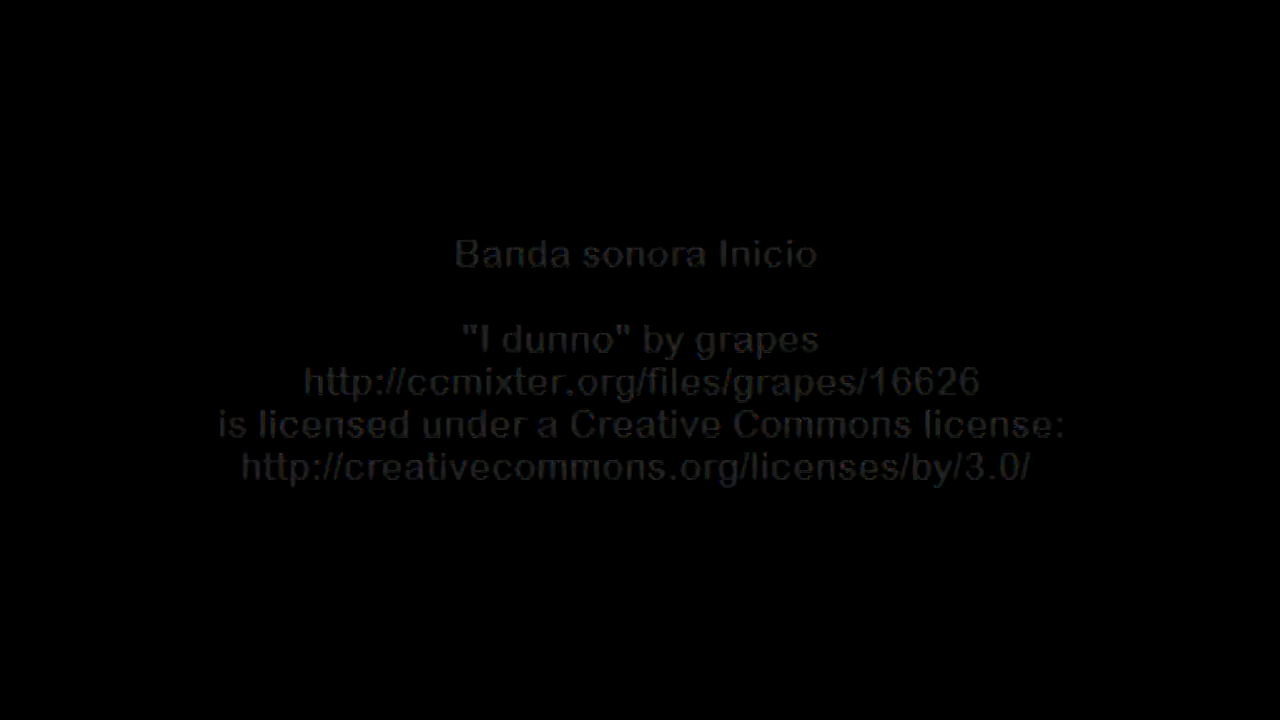 Banda sonora Inicio
"I dunno" by grapes
http://ccmixter.org/files/grapes/16626
is licensed under a Creative Commons license:
http://creativecommons.org/licenses/by/3.0/